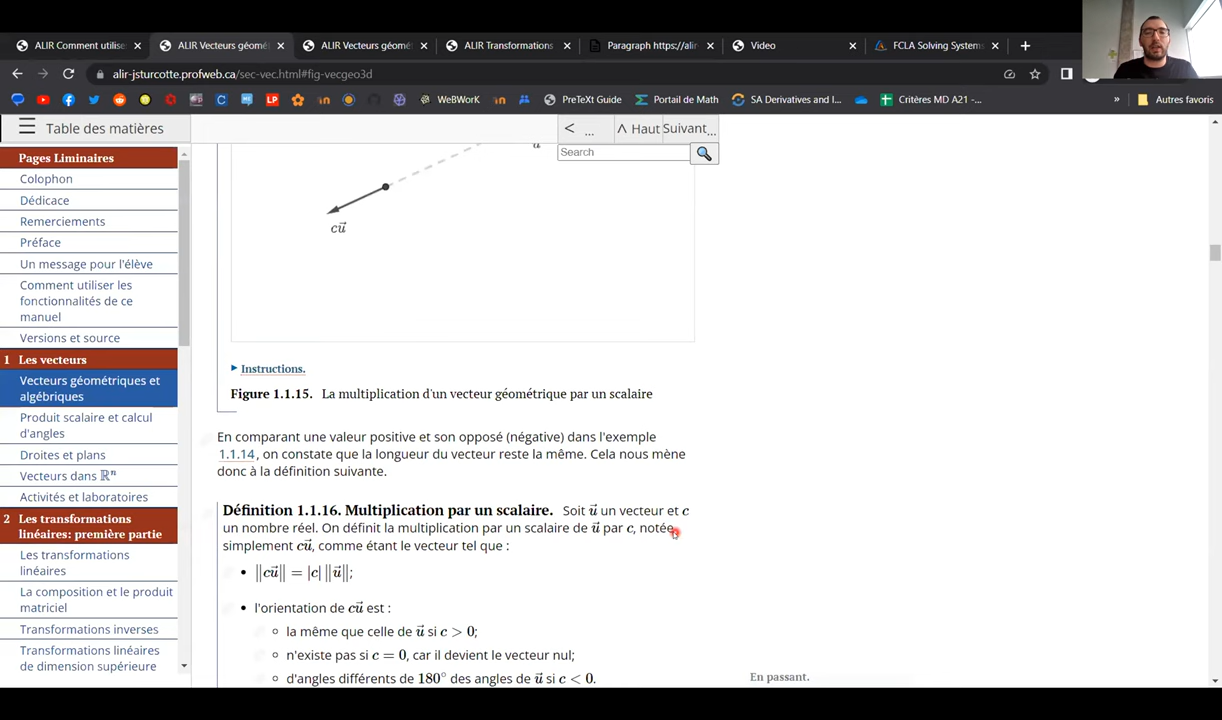 ALIR Comment utilise
ALIR Vecteurs géomé
ALIR Vecteurs géomé
ALIR Transformations
Paragraph https://alir
Video
FCLA Solving Systems
alir-jsturcotte.profweb.ca/sec-vec.html#fig-vecgeo3d
WeBWorK
PreTeXt Guide
Portail de Math
SA Derivatives and I...
Critères MD A21 -...
»
Autres favoris
Table des matières
<
...
Haut
Suivant...
Search
Pages Liminaires
Colophon
Dédicace
Remerciements
Préface
Un message pour l'élève
Comment utiliser les
fonctionnalités de ce
manuel
Versions et source
1 Les vecteurs
Vecteurs géométriques et
algébriques
Produit scalaire et calcul
d'angles
Droites et plans
Vecteurs dans ℝⁿ
Activités et laboratoires
2 Les transformations
linéaires: première partie
Les transformations
linéaires
La composition et le produit
matriciel
Transformations inverses
Transformations linéaires
de dimension supérieure
cu⃗
Instructions.
Figure 1.1.15. La multiplication d'un vecteur géométrique par un scalaire
En comparant une valeur positive et son opposé (négative) dans l'exemple
1.1.14, on constate que la longueur du vecteur reste la même. Cela nous mène
donc à la définition suivante.
Définition 1.1.16. Multiplication par un scalaire. Soit u⃗ un vecteur et c
un nombre réel. On définit la multiplication par un scalaire de u⃗ par c, notée
simplement cu⃗, comme étant le vecteur tel que :
• ‖cu⃗‖ = |c| ‖u⃗‖;
• l'orientation de cu⃗ est :
○ la même que celle de u⃗ si c > 0;
○ n'existe pas si c = 0, car il devient le vecteur nul;
○ d'angles différents de 180° des angles de u⃗ si c < 0.
En passant.